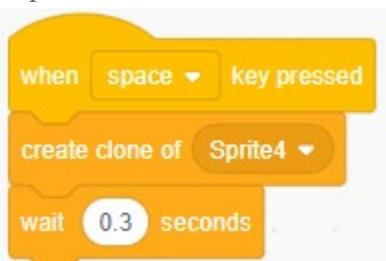 when space key pressed
create clone of Sprite4
wait 0.3 seconds